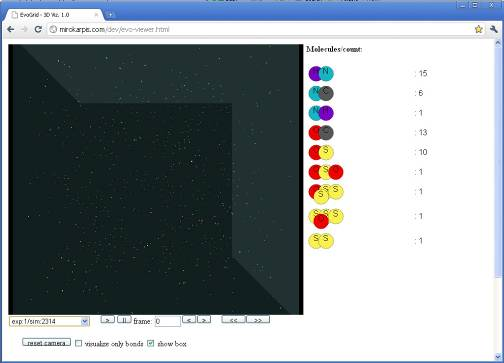 EvoGrid - 3D Viz. 1.0
mirokarpis.com/dev/evo-viewer.html
Molecules/count:
N
: 15
N C
: 6
N
: 1
C
: 13
S
: 10
S
: 1
S S
S
: 1
S S
: 1
S S
: 1
exp:1/sim:2314
> || frame: 0 < > << >>
reset camera visualize only bonds show box